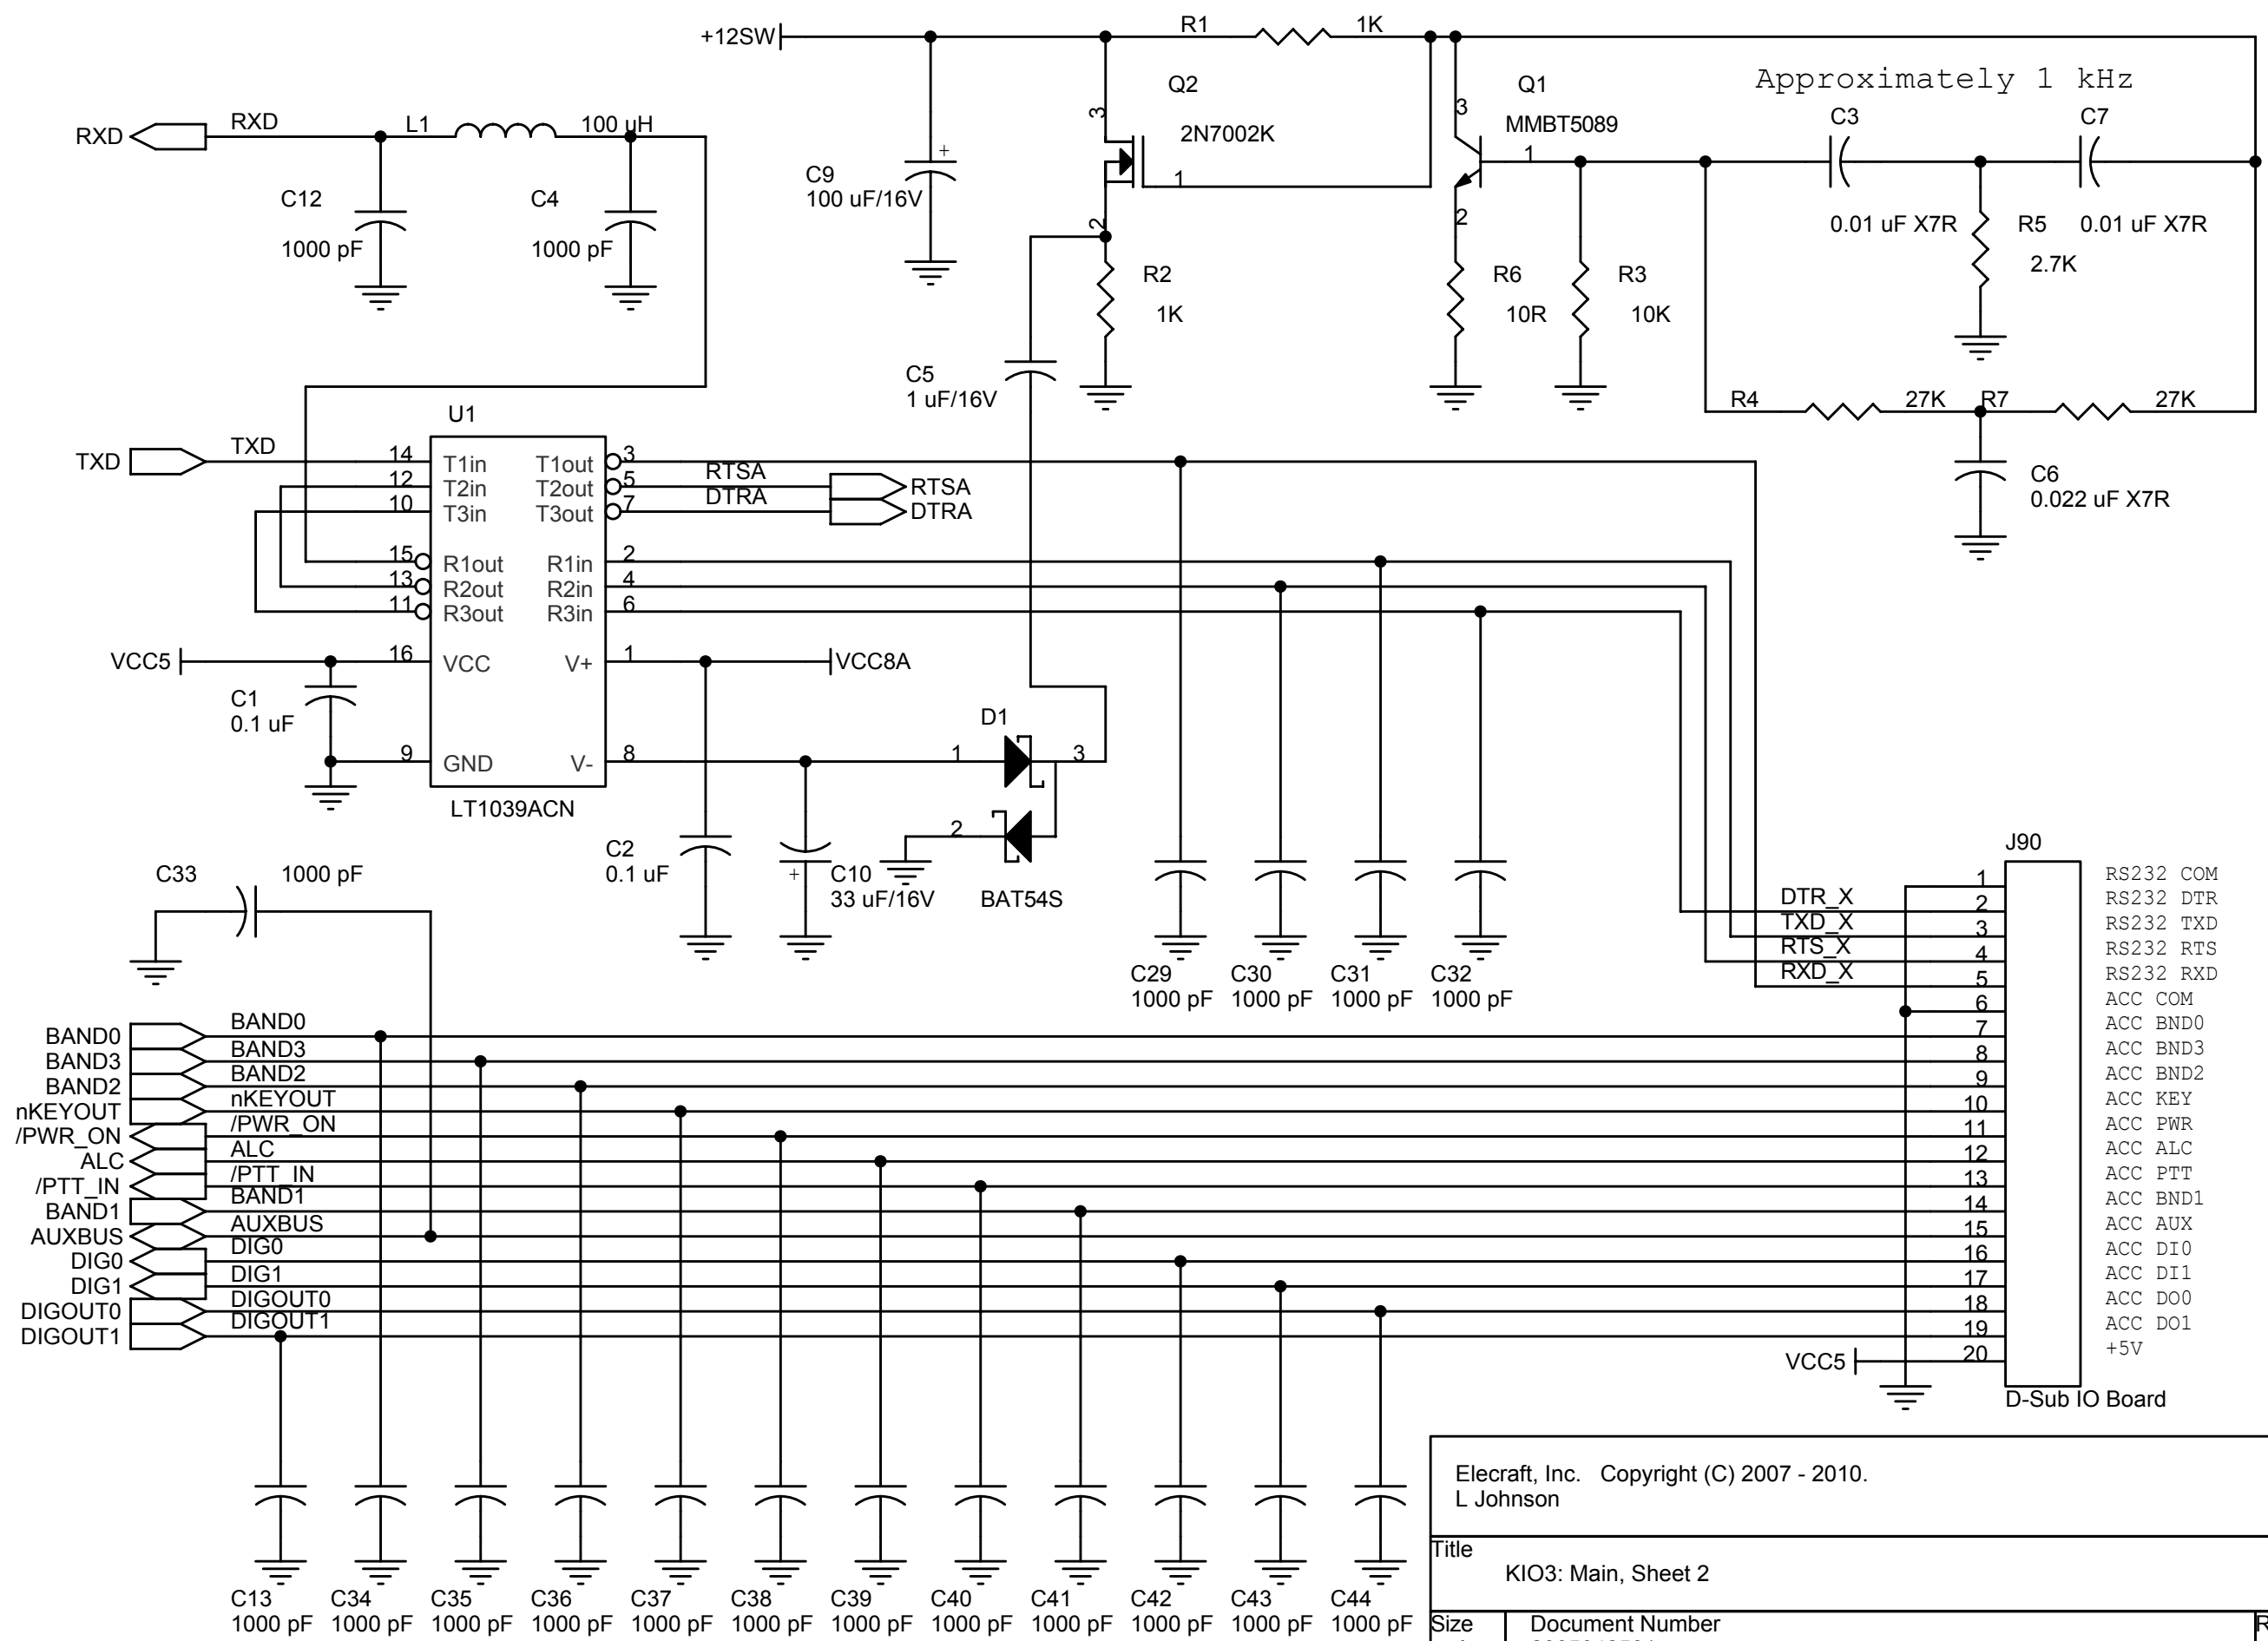 +12SW
R1 1K
Q2
2N7002K
3
1
2
Q1
MMBT5089
3
1
2
Approximately 1 kHz
C3
0.01 uF X7R
C7
0.01 uF X7R
R5
2.7K
RXD RXD
L1 100 uH
C12
1000 pF
C4
1000 pF
C9
100 uF/16V
+
R2
1K
R6
10R
R3
10K
C5
1 uF/16V
R4 27K
R7 27K
C6
0.022 uF X7R
U1
TXD TXD
14 T1in T1out 3
12 T2in T2out 5 RTSA RTSA
10 T3in T3out 7 DTRA DTRA
15 R1out R1in 2
13 R2out R2in 4
11 R3out R3in 6
VCC5 16 VCC V+ 1 VCC8A
9 GND V- 8
LT1039ACN
C1
0.1 uF
D1
1 3
2
BAT54S
C2
0.1 uF
+
C10
33 uF/16V
C33 1000 pF
C29
1000 pF
C30
1000 pF
C31
1000 pF
C32
1000 pF
J90
1 RS232 COM
DTR_X 2 RS232 DTR
TXD_X 3 RS232 TXD
RTS_X 4 RS232 RTS
RXD_X 5 RS232 RXD
6 ACC COM
BAND0 BAND0 7 ACC BND0
BAND3 BAND3 8 ACC BND3
BAND2 BAND2 9 ACC BND2
nKEYOUT nKEYOUT 10 ACC KEY
/PWR_ON /PWR_ON 11 ACC PWR
ALC ALC 12 ACC ALC
/PTT_IN /PTT_IN 13 ACC PTT
BAND1 BAND1 14 ACC BND1
AUXBUS AUXBUS 15 ACC AUX
DIG0 DIG0 16 ACC DI0
DIG1 DIG1 17 ACC DI1
DIGOUT0 DIGOUT0 18 ACC DO0
DIGOUT1 DIGOUT1 19 ACC DO1
VCC5 20 +5V
D-Sub IO Board
C13
1000 pF
C34
1000 pF
C35
1000 pF
C36
1000 pF
C37
1000 pF
C38
1000 pF
C39
1000 pF
C40
1000 pF
C41
1000 pF
C42
1000 pF
C43
1000 pF
C44
1000 pF
Elecraft, Inc. Copyright (C) 2007 - 2010.
L Johnson
Title
KIO3: Main, Sheet 2
Size
Document Number